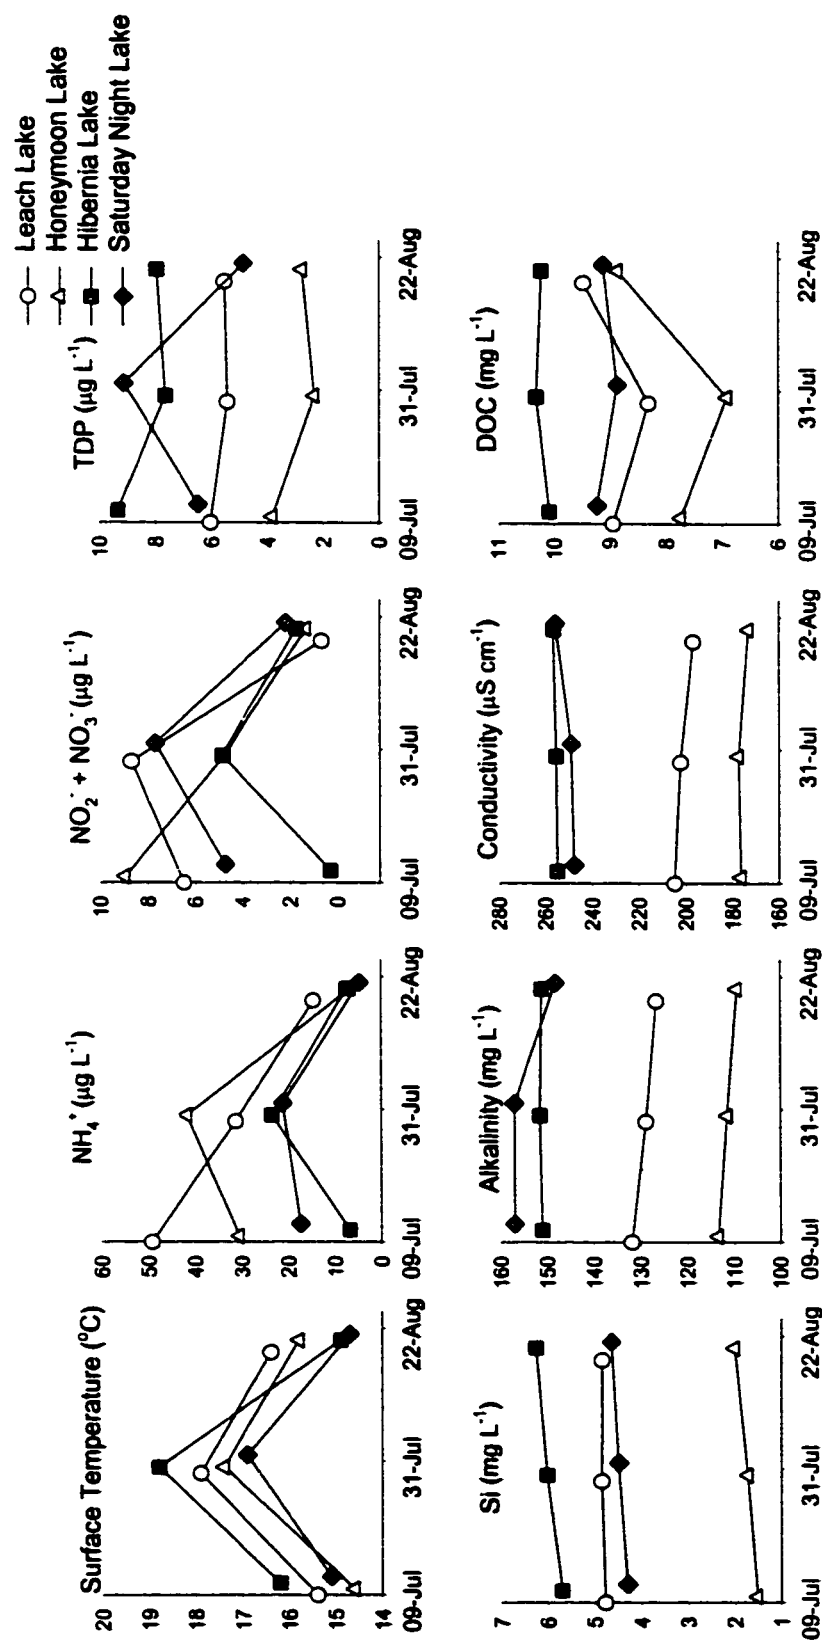 Leach Lake
Honeymoon Lake
Hibernia Lake
Saturday Night Lake
Surface Temperature (°C)
20
19
18
17
16
15
14
09-Jul
31-Jul
22-Aug
NH₄⁺ (µg L⁻¹)
60
50
40
30
20
10
0
09-Jul
31-Jul
22-Aug
NO₂⁻ + NO₃⁻ (µg L⁻¹)
10
8
6
4
2
0
09-Jul
31-Jul
22-Aug
TDP (µg L⁻¹)
10
8
6
4
2
0
09-Jul
31-Jul
22-Aug
Si (mg L⁻¹)
7
6
5
4
3
2
1
09-Jul
31-Jul
22-Aug
Alkalinity (mg L⁻¹)
160
150
140
130
120
110
100
09-Jul
31-Jul
22-Aug
Conductivity (µS cm⁻¹)
280
260
240
220
200
180
160
09-Jul
31-Jul
22-Aug
DOC (mg L⁻¹)
11
10
9
8
7
6
09-Jul
31-Jul
22-Aug